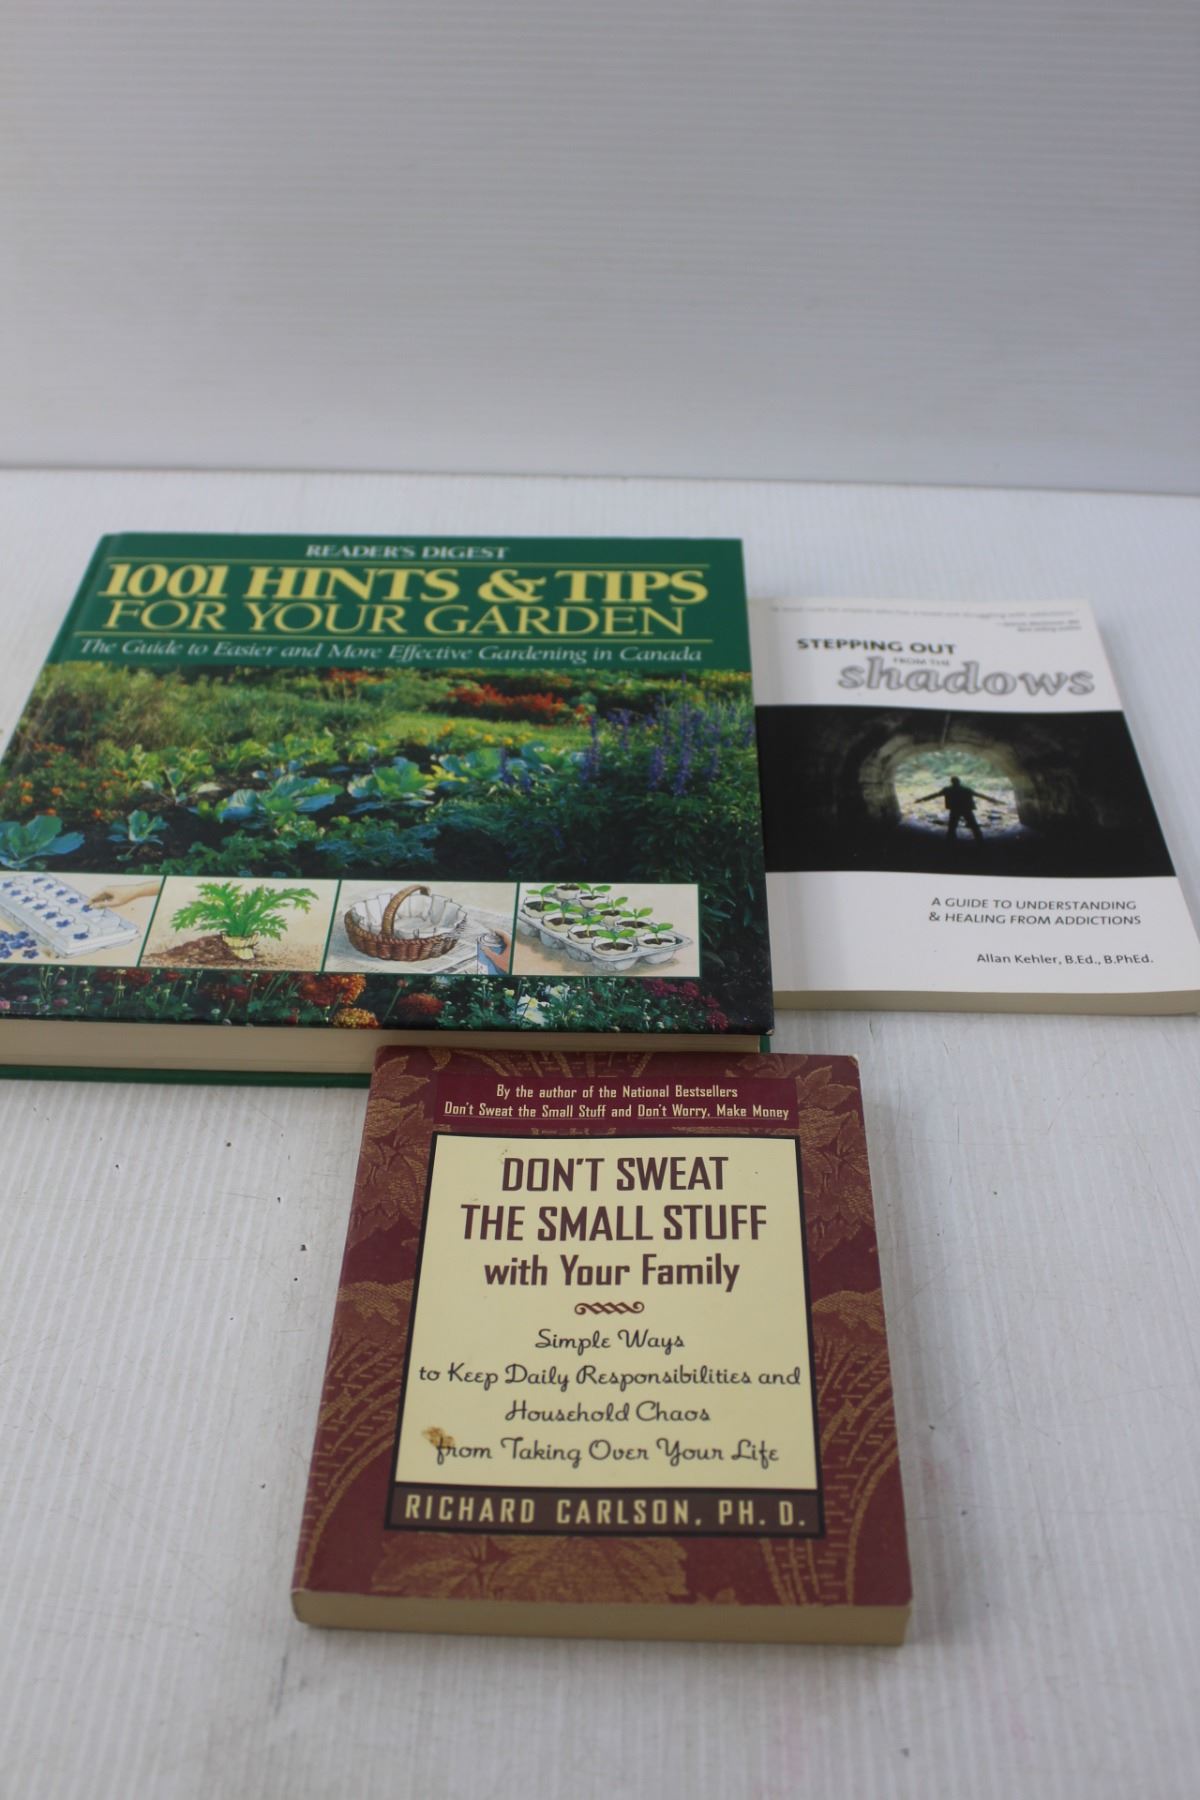 READER'S DIGEST
1001 HINTS & TIPS
FOR YOUR GARDEN
The Guide to Easier and More Effective Gardening in Canada
STEPPING OUT
FROM THE
shadows
A GUIDE TO UNDERSTANDING
& HEALING FROM ADDICTIONS
Allan Kehler, B.Ed., B.PhEd.
By the author of the National Bestsellers
Don't Sweat the Small Stuff and Don't Worry, Make Money
DON'T SWEAT
THE SMALL STUFF
with Your Family
Simple Ways
to Keep Daily Responsibilities and
Household Chaos
from Taking Over Your Life
RICHARD CARLSON, PH. D.